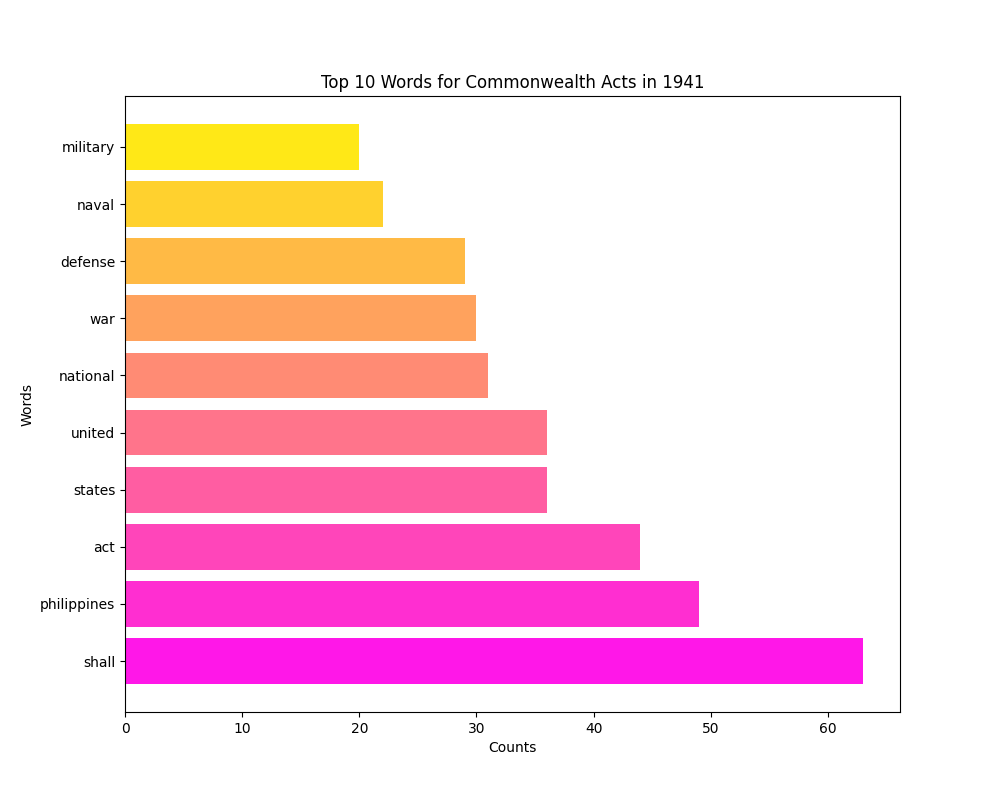 Top 10 Words for Commonwealth Acts in 1941
military
naval
defense
war
national
united
states
act
philippines
shall
Words
0 10 20 30 40 50 60
Counts